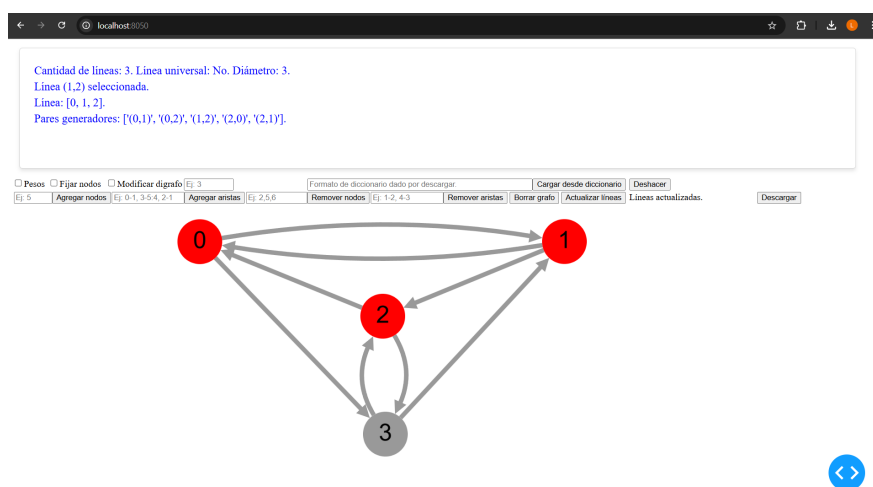 localhost:8050
L
Cantidad de líneas: 3. Línea universal: No. Diámetro: 3.
Línea (1,2) seleccionada.
Línea: [0, 1, 2].
Pares generadores: ['(0,1)', '(0,2)', '(1,2)', '(2,0)', '(2,1)'].
Pesos Fijar nodos Modificar digrafo Ej: 3 Formato de diccionario dado por descargar. Cargar desde diccionario Deshacer
Ej: 5 Agregar nodos Ej: 0-1, 3-5:4, 2-1 Agregar aristas Ej: 2,5,6 Remover nodos Ej: 1-2, 4-3 Remover aristas Borrar grafo Actualizar líneas Líneas actualizadas. Descargar
0 1
2
3